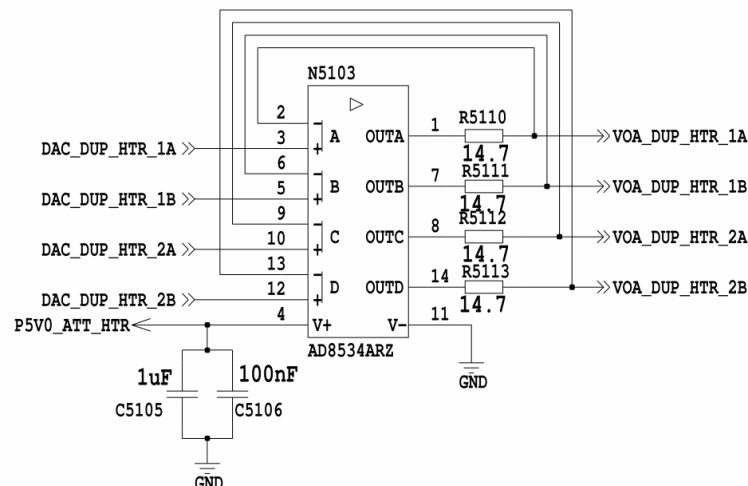 N5103
2
3
DAC_DUP_HTR_1A
- A OUTA
+
1
R5110
14.7
VOA_DUP_HTR_1A
6
5
DAC_DUP_HTR_1B
- B OUTB
+
7
R5111
14.7
VOA_DUP_HTR_1B
9
10
DAC_DUP_HTR_2A
- C OUTC
+
8
R5112
14.7
VOA_DUP_HTR_2A
13
12
DAC_DUP_HTR_2B
- D OUTD
+
14
R5113
14.7
VOA_DUP_HTR_2B
P5V0_ATT_HTR
4
V+ V-
11
AD8534ARZ
GND
1uF
C5105
100nF
C5106
GND